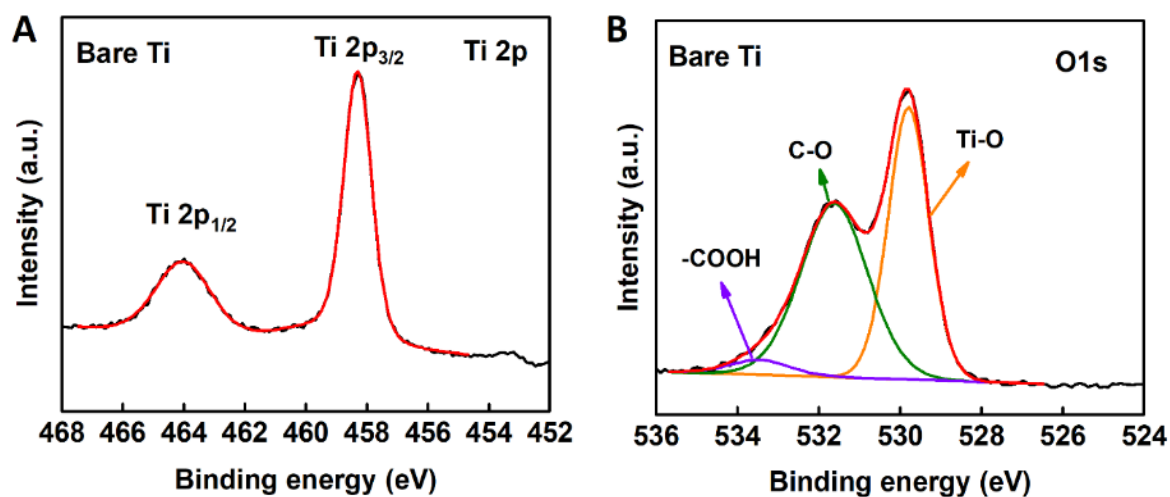 A
Bare Ti
Ti 2p3/2
Ti 2p
Ti 2p1/2
Intensity (a.u.)
468 466 464 462 460 458 456 454 452
Binding energy (eV)
B
Bare Ti
O1s
C-O
Ti-O
-COOH
Intensity (a.u.)
536 534 532 530 528 526 524
Binding energy (eV)